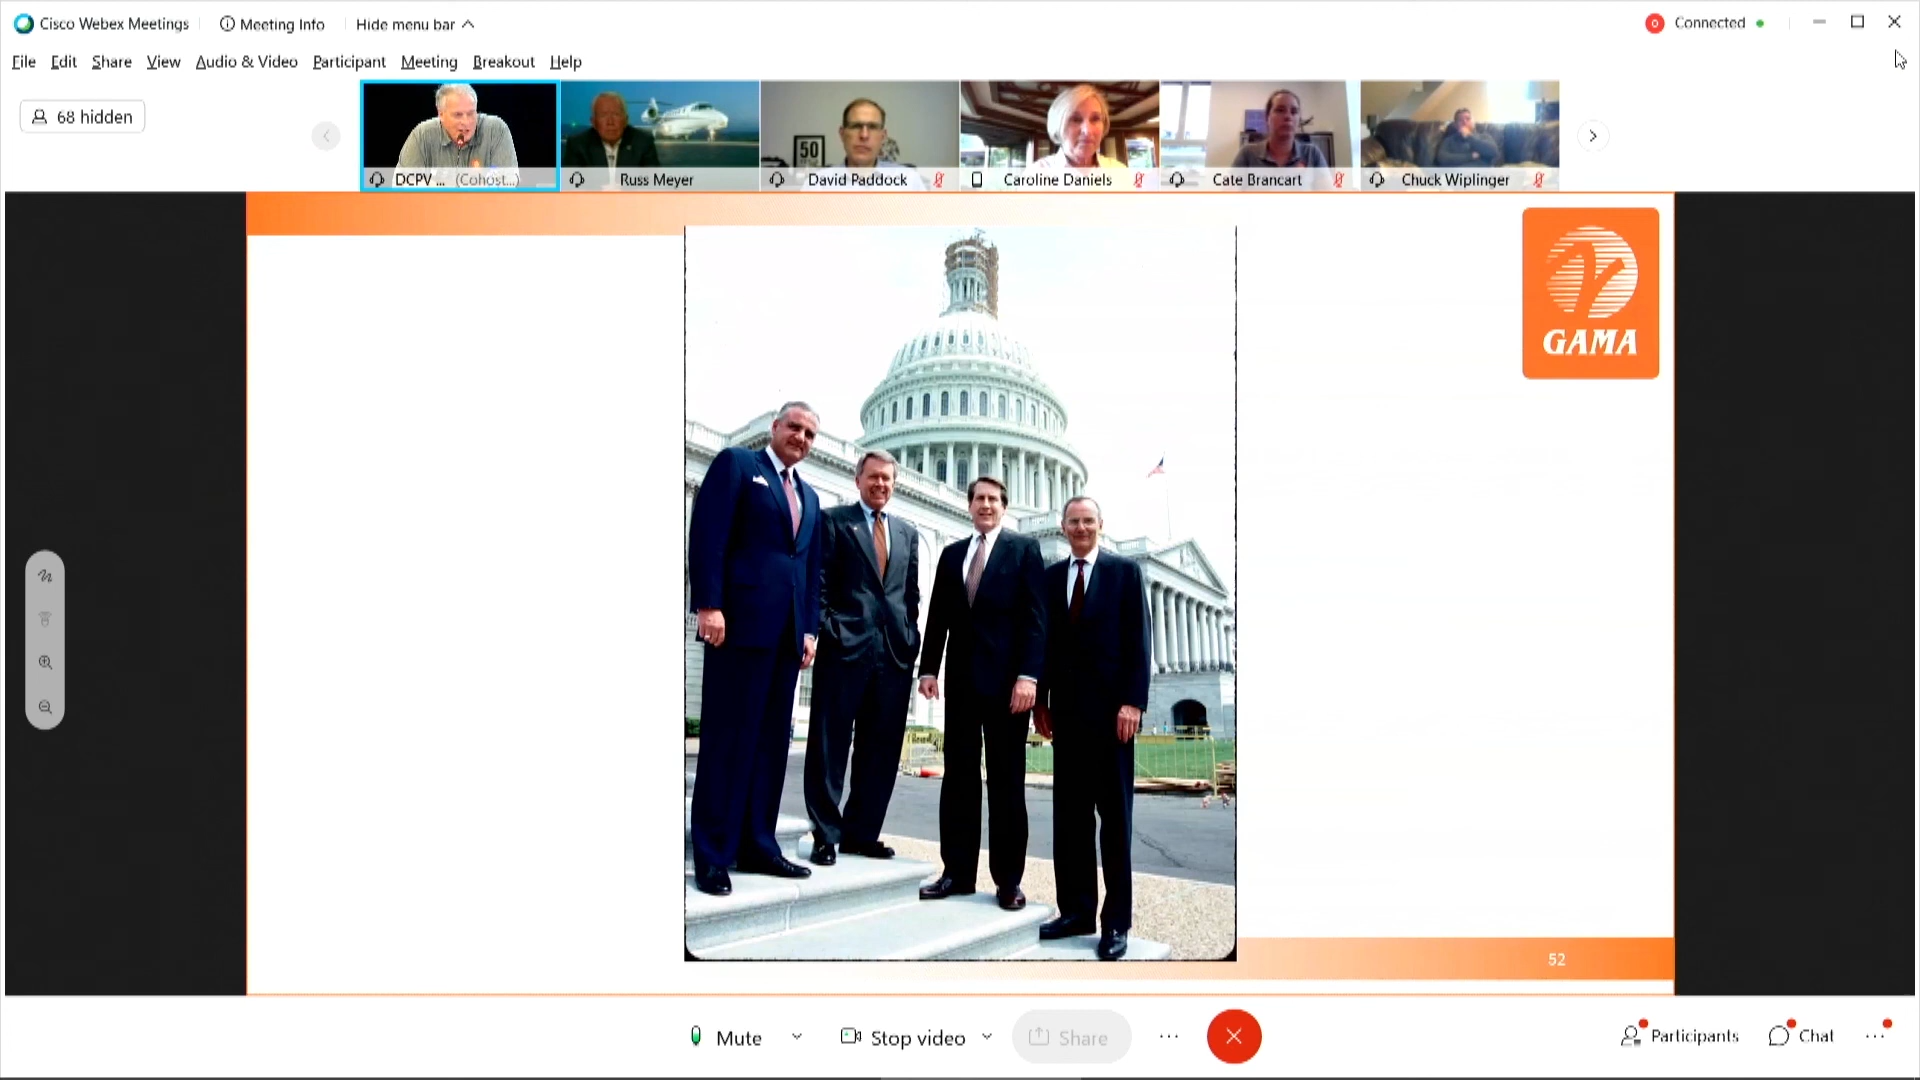 Cisco Webex Meetings
Meeting Info
Hide menu bar
Connected
File Edit Share View Audio & Video Participant Meeting Breakout Help
68 hidden
50
DCPV ... (Cohost...)
Russ Meyer
David Paddock
Caroline Daniels
Cate Brancart
Chuck Wiplinger
GAMA
52
Mute
Stop video
Share
Participants
Chat